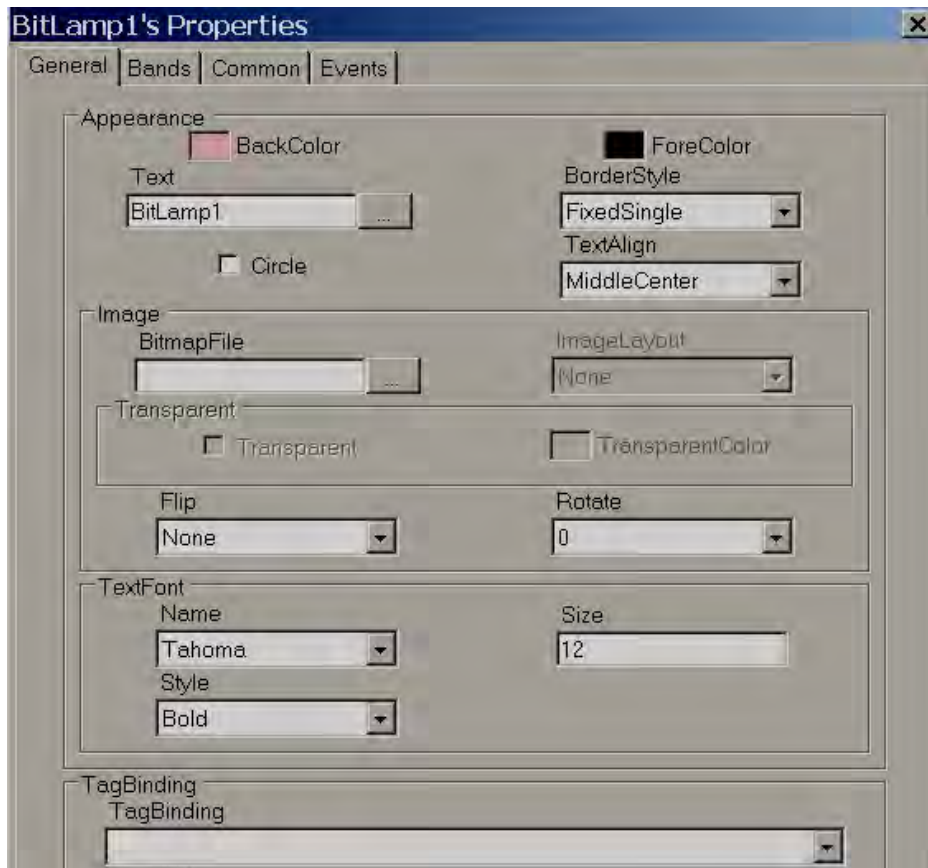 BitLamp1's Properties
General Bands Common Events
Appearance
BackColor ForeColor
Text BorderStyle
BitLamp1 ... FixedSingle
TextAlign
Circle MiddleCenter
Image
BitmapFile ImageLayout
... None
Transparent
Transparent TransparentColor
Flip Rotate
None 0
TextFont
Name Size
Tahoma 12
Style
Bold
TagBinding
TagBinding